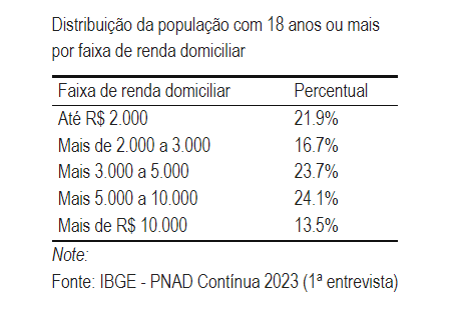 Distribuição da população com 18 anos ou mais
por faixa de renda domiciliar
Faixa de renda domiciliar Percentual
Até R$ 2.000 21.9%
Mais de 2.000 a 3.000 16.7%
Mais 3.000 a 5.000 23.7%
Mais 5.000 a 10.000 24.1%
Mais de R$ 10.000 13.5%
Note:
Fonte: IBGE - PNAD Contínua 2023 (1ª entrevista)